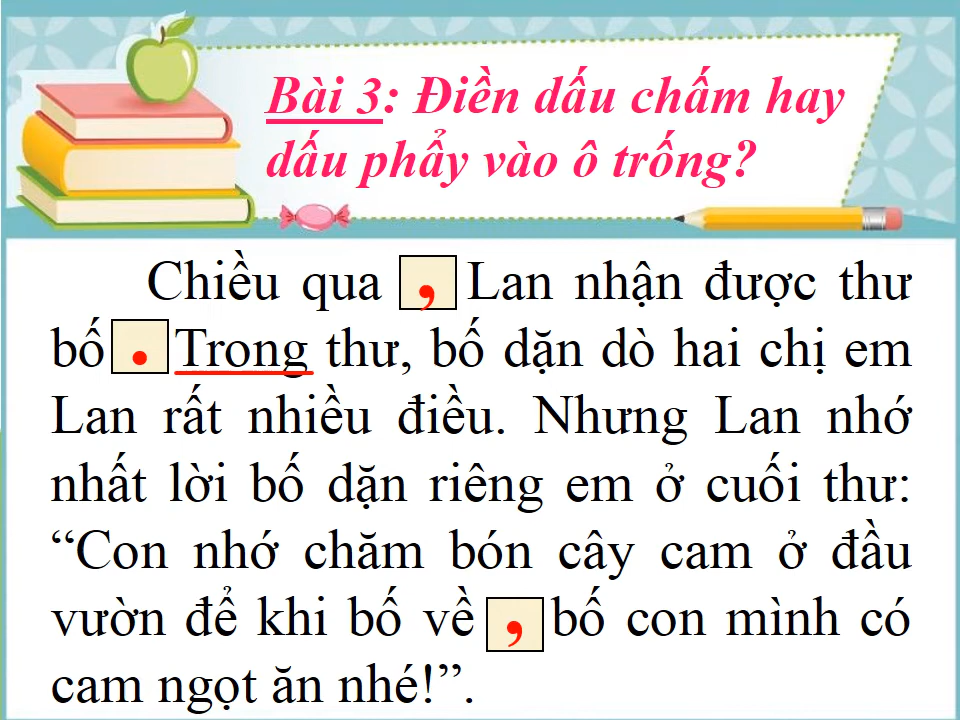 Bài 3: Điền dấu chấm hay
dấu phẩy vào ô trống?
Chiều qua , Lan nhận được thư
bố . Trong thư, bố dặn dò hai chị em
Lan rất nhiều điều. Nhưng Lan nhớ
nhất lời bố dặn riêng em ở cuối thư:
“Con nhớ chăm bón cây cam ở đầu
vườn để khi bố về , bố con mình có
cam ngọt ăn nhé!”.